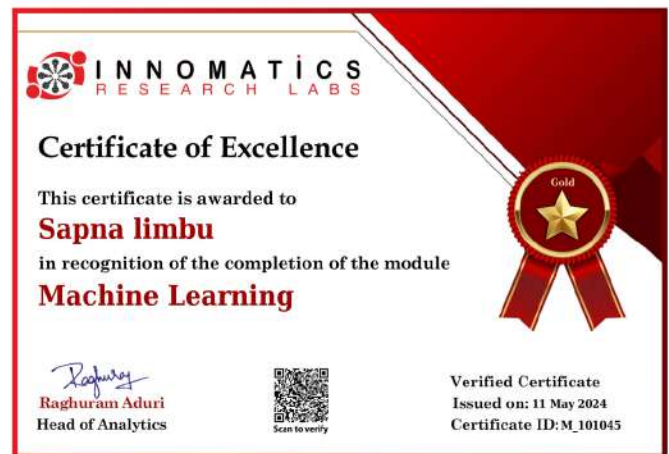 INNOMATiCS
RESEARCH LABS
Certificate of Excellence
This certificate is awarded to
Sapna limbu
in recognition of the completion of the module
Machine Learning
Gold
Raghuraj
Raghuram Aduri
Head of Analytics
Scan to verify
Verified Certificate
Issued on: 11 May 2024
Certificate ID: M_101045